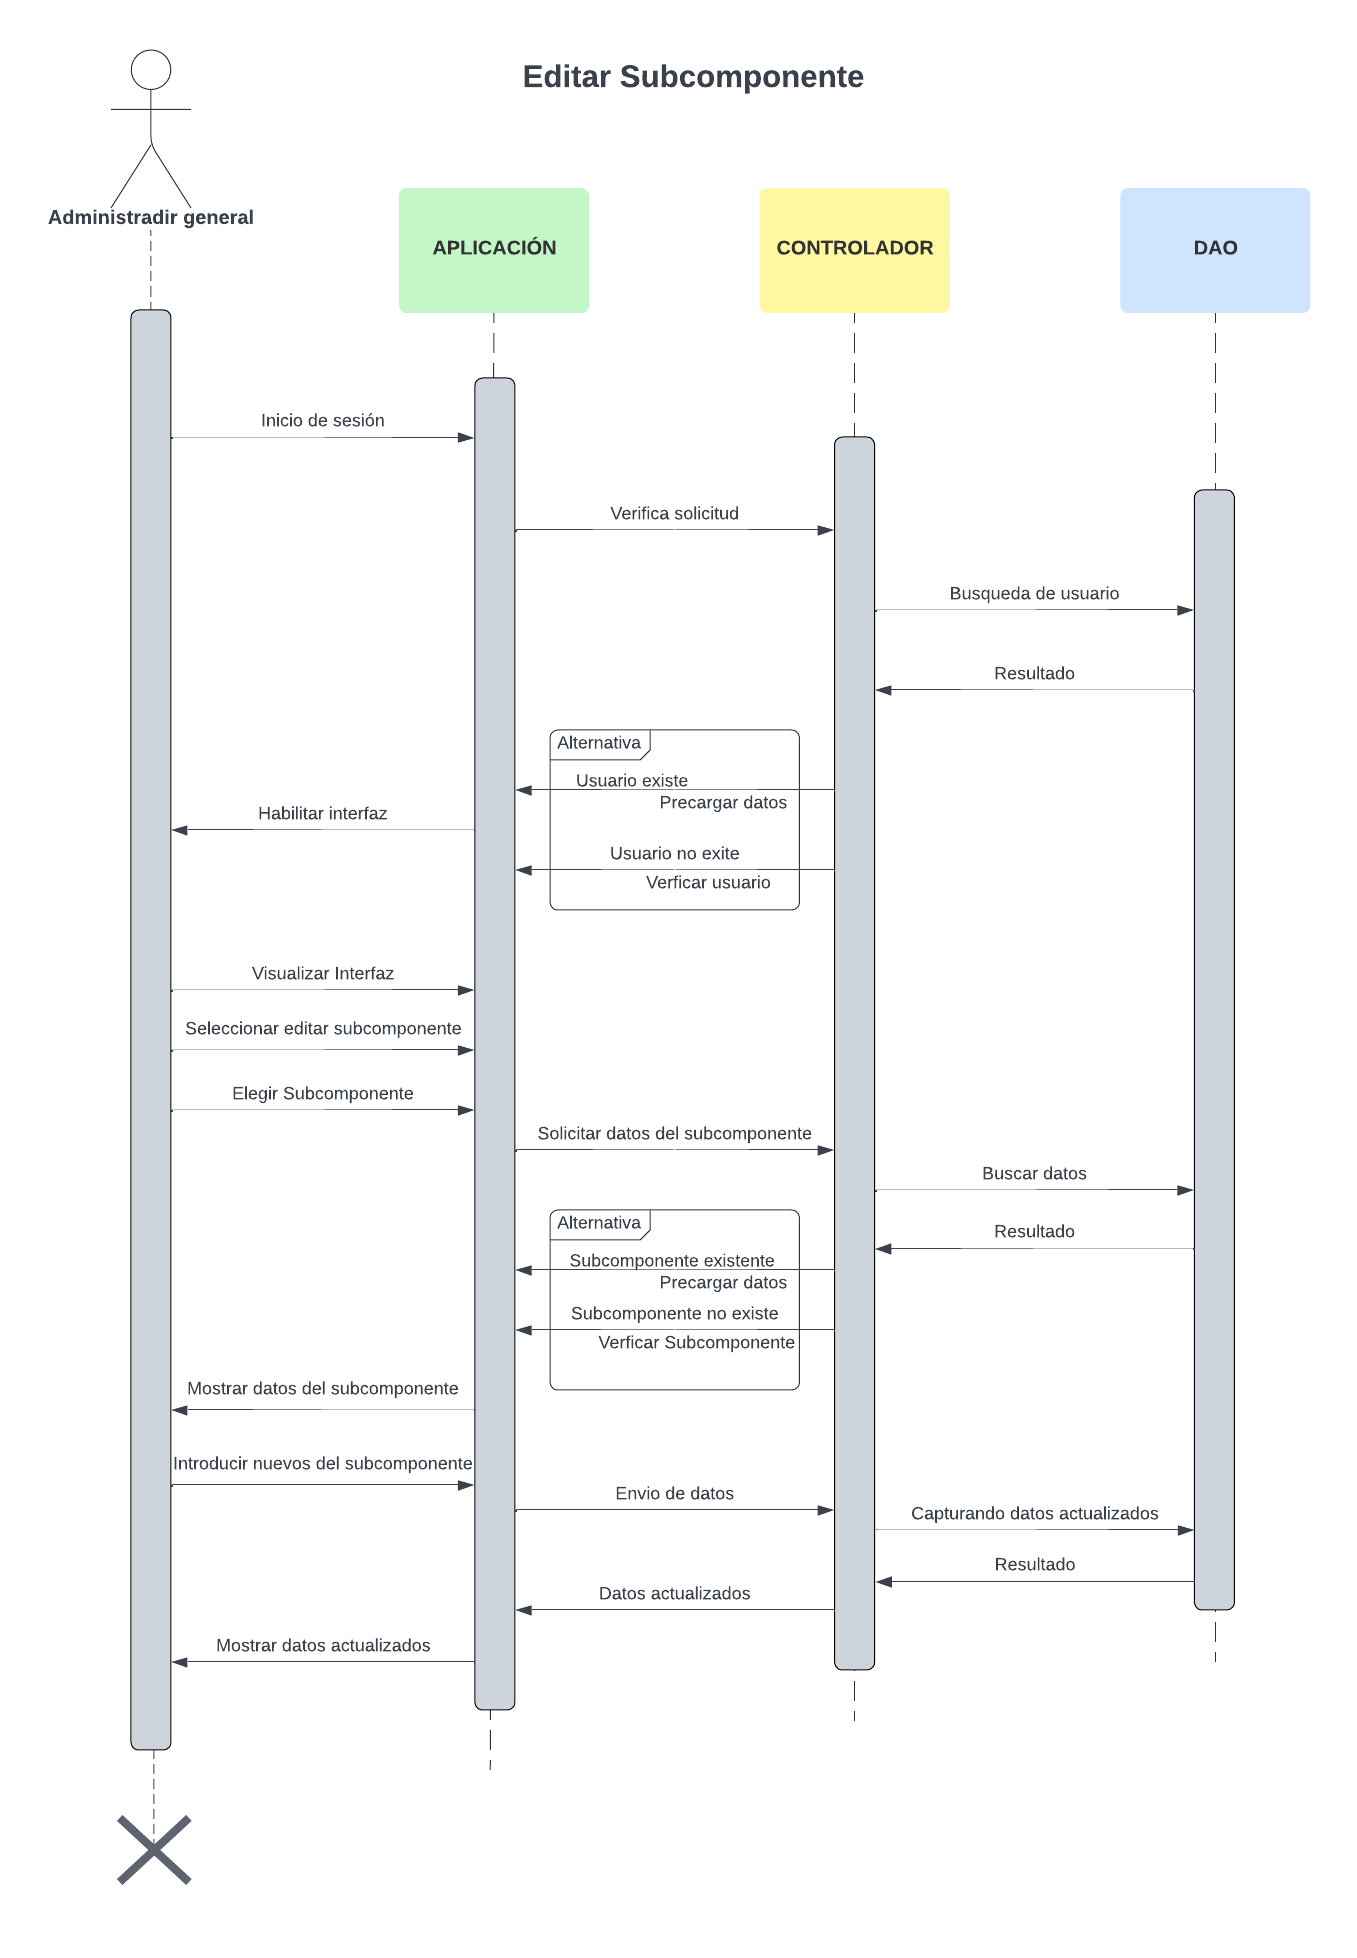 Editar Subcomponente
Administradir general
APLICACIÓN
CONTROLADOR
DAO
Inicio de sesión
Verifica solicitud
Busqueda de usuario
Resultado
Alternativa
Usuario existe
Precargar datos
Habilitar interfaz
Usuario no exite
Verficar usuario
Visualizar Interfaz
Seleccionar editar subcomponente
Elegir Subcomponente
Solicitar datos del subcomponente
Buscar datos
Resultado
Alternativa
Subcomponente existente
Precargar datos
Subcomponente no existe
Verficar Subcomponente
Mostrar datos del subcomponente
Introducir nuevos del subcomponente
Envio de datos
Capturando datos actualizados
Resultado
Datos actualizados
Mostrar datos actualizados